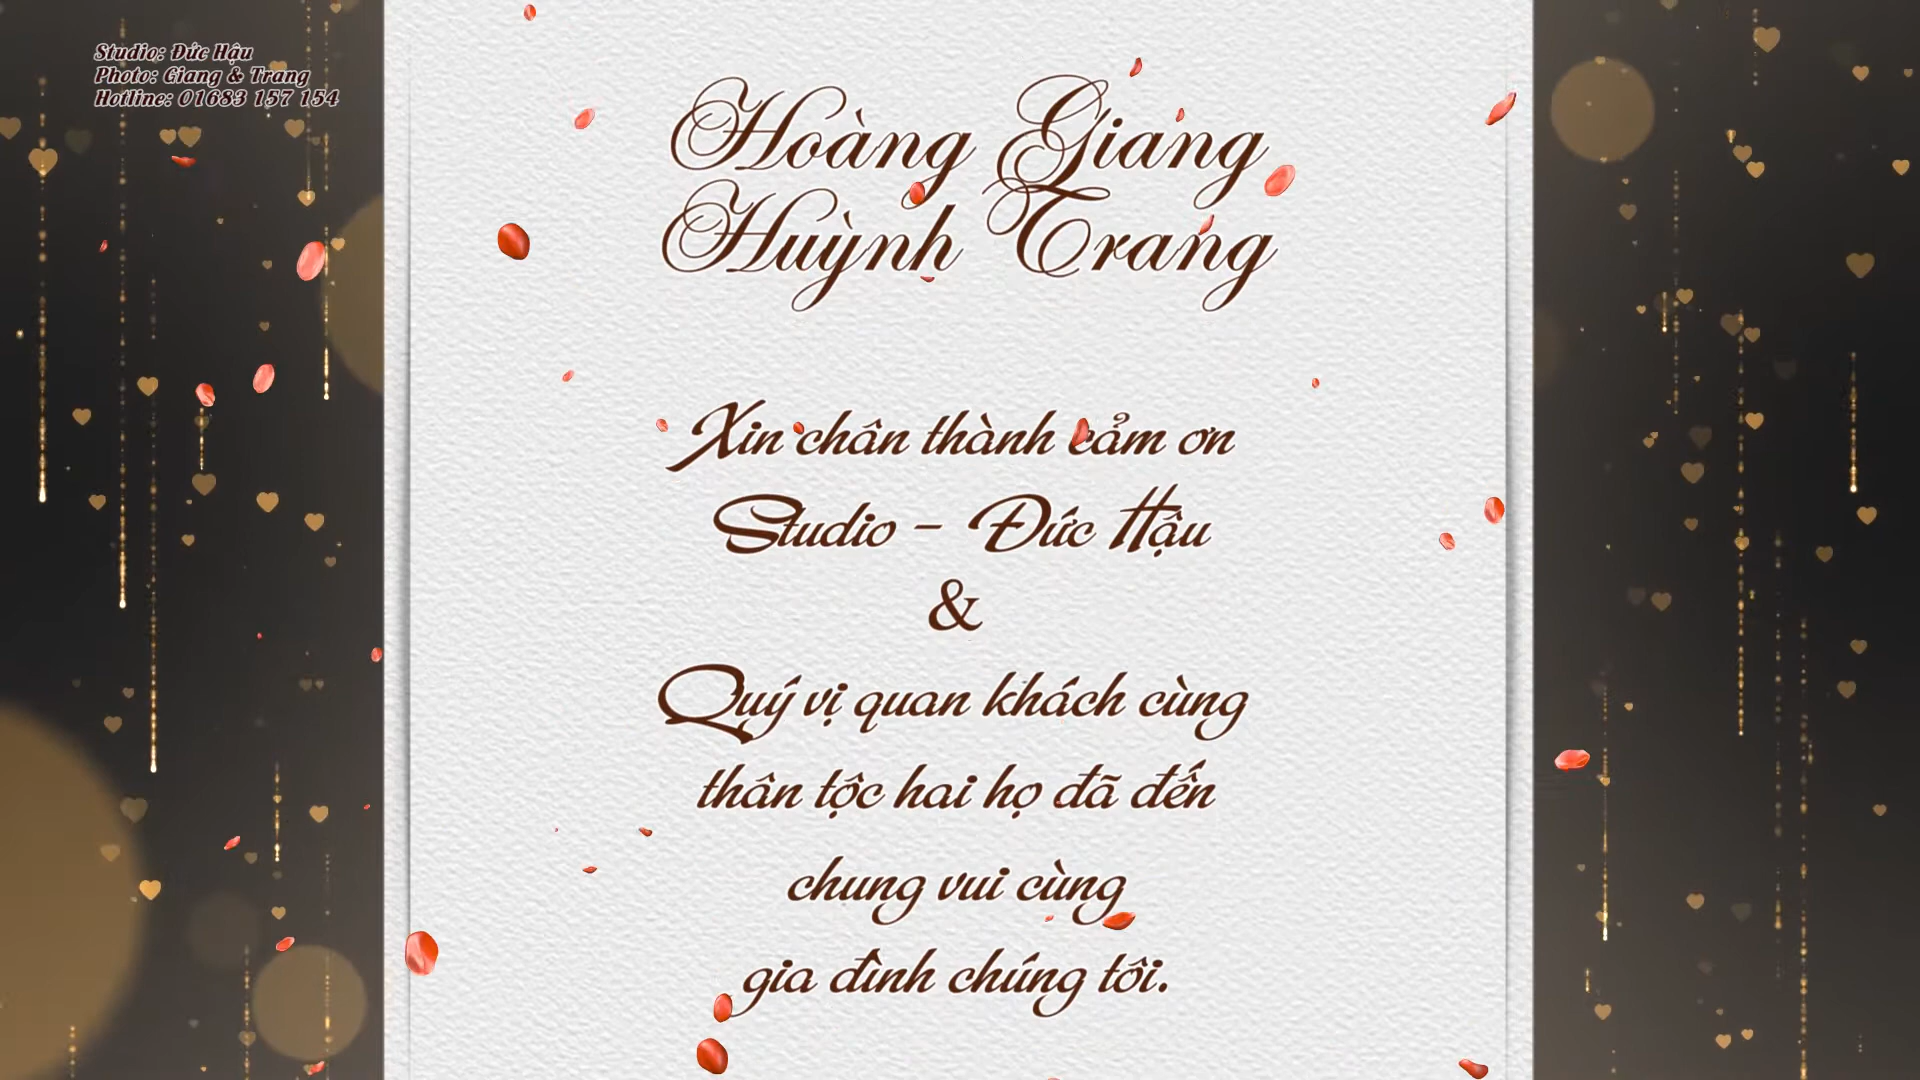 Studio: Đức Hậu
Photo: Giang & Trang
Hotline: 01683 157 154
Hoàng Giang
Huỳnh Trang
Xin chân thành cảm ơn
Studio - Đức Hậu
&
Quý vị quan khách cùng
thân tộc hai họ đã đến
chung vui cùng
gia đình chúng tôi.